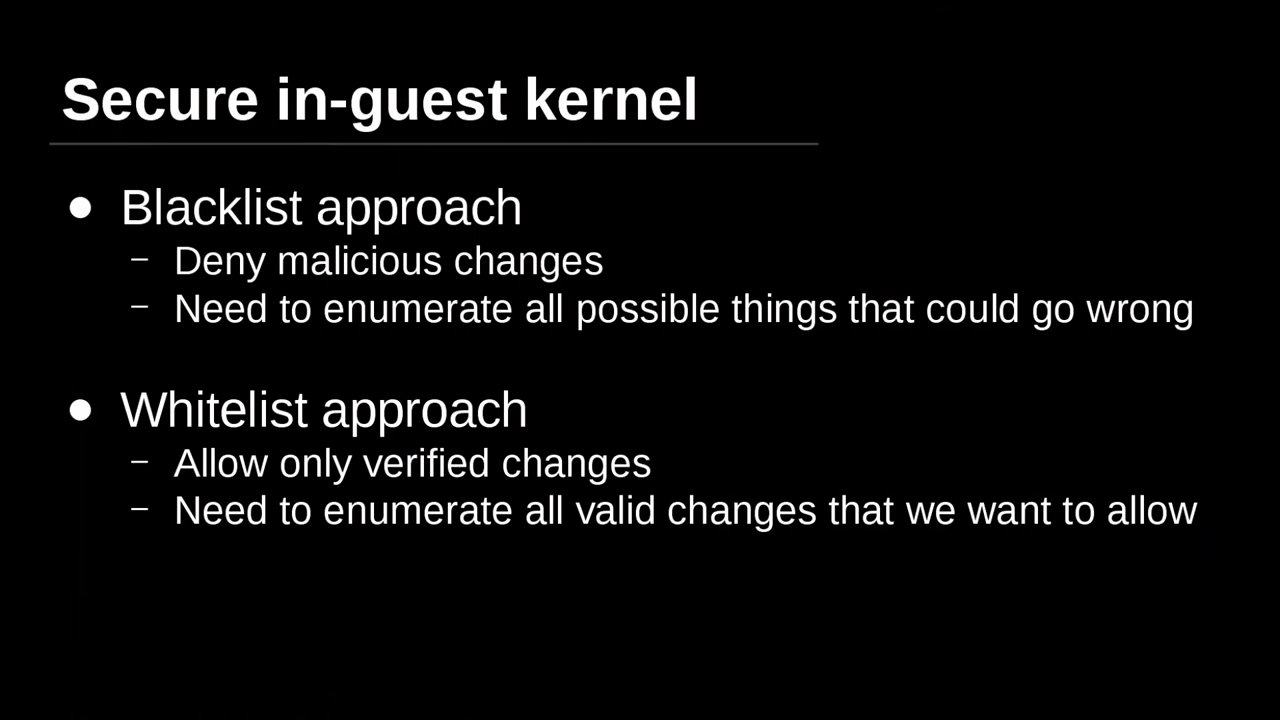 Secure in-guest kernel
● Blacklist approach
– Deny malicious changes
– Need to enumerate all possible things that could go wrong
● Whitelist approach
– Allow only verified changes
– Need to enumerate all valid changes that we want to allow